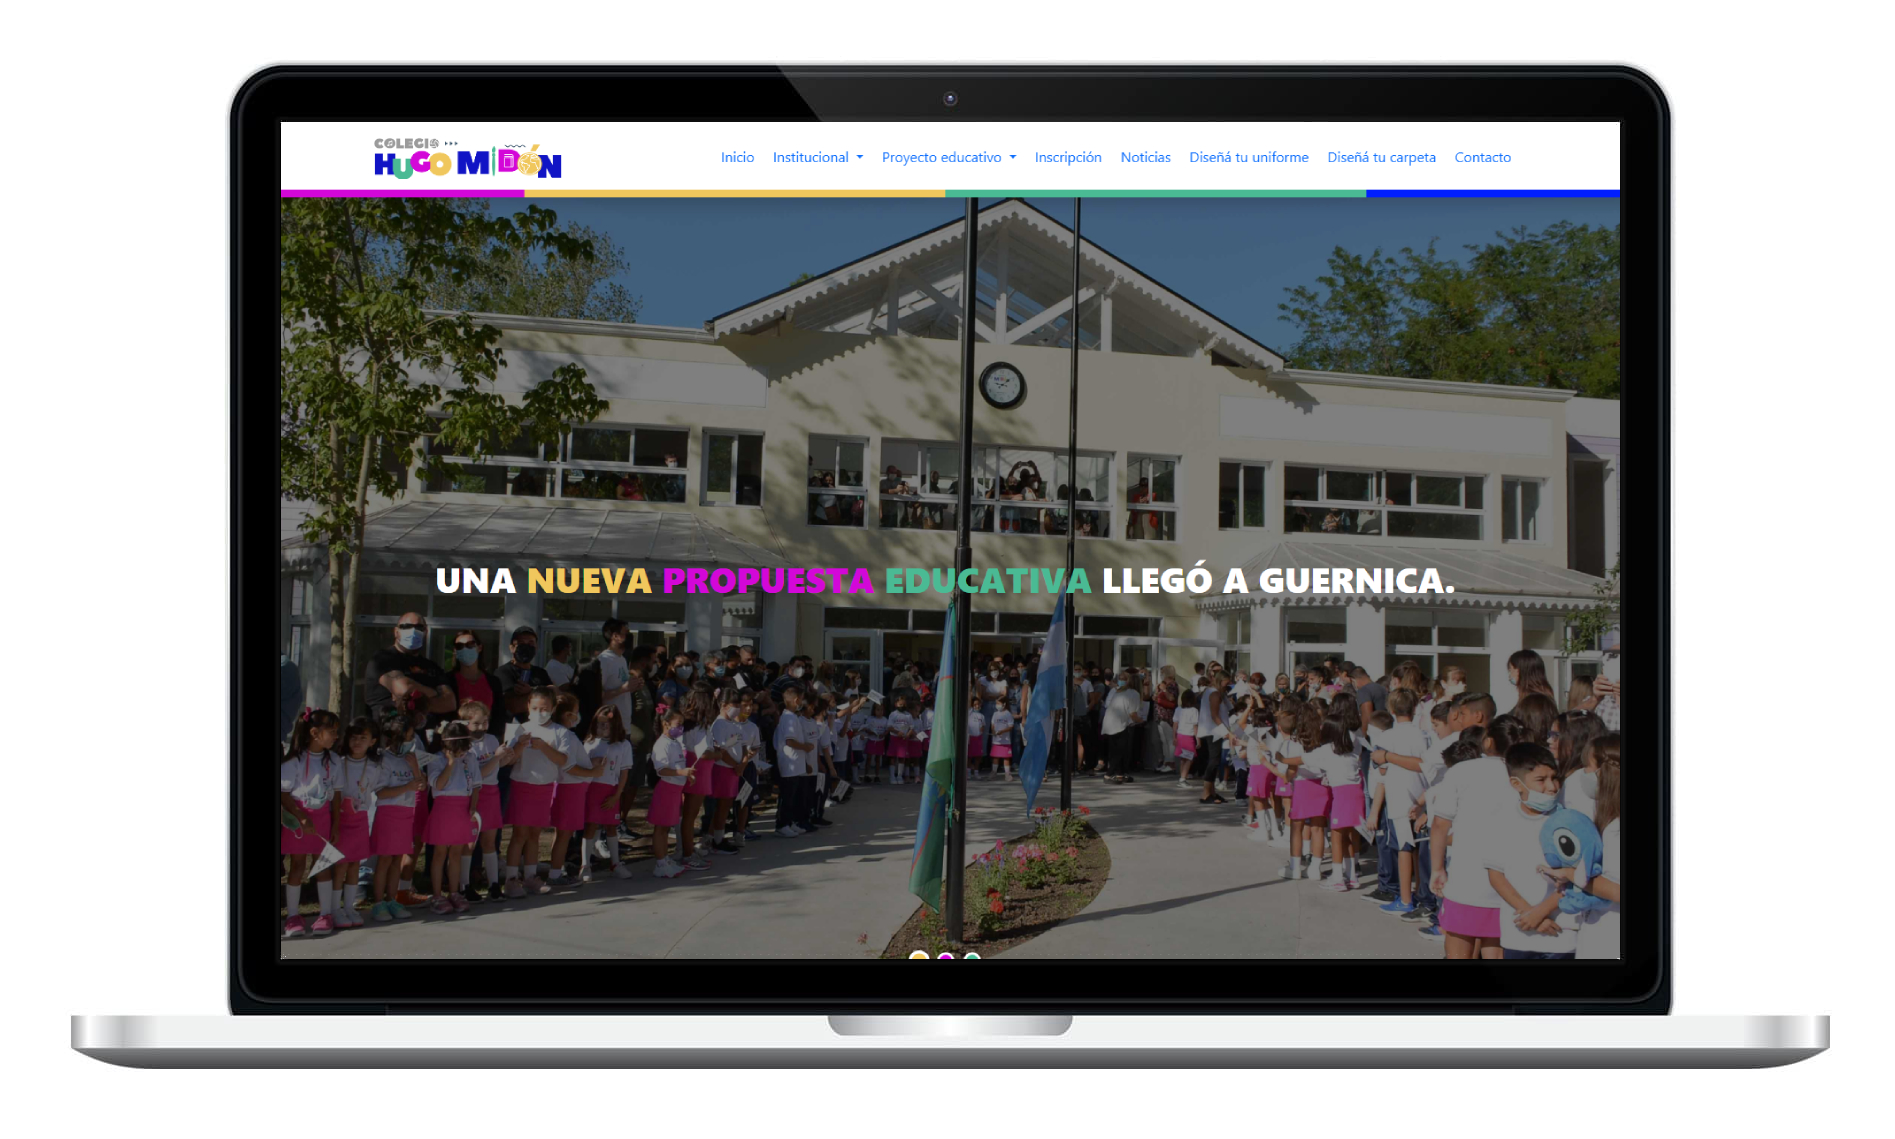 COLEGIO
HUGO MIDÓN
Inicio Institucional Proyecto educativo Inscripción Noticias Diseñá tu uniforme Diseñá tu carpeta Contacto
UNA NUEVA PROPUESTA EDUCATIVA LLEGÓ A GUERNICA.